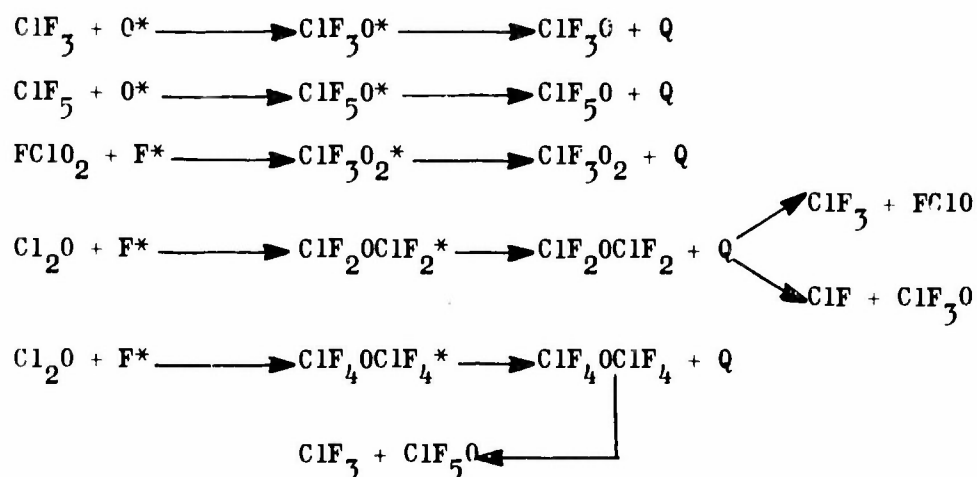 ClF3 + O* ⟶ ClF3O* ⟶ ClF3O + Q
ClF5 + O* ⟶ ClF5O* ⟶ ClF5O + Q
FClO2 + F* ⟶ ClF3O2* ⟶ ClF3O2 + Q
ClF3 + FClO
Cl2O + F* ⟶ ClF2OClF2* ⟶ ClF2OClF2 + Q
ClF + ClF3O
Cl2O + F* ⟶ ClF4OClF4* ⟶ ClF4OClF4 + Q
ClF3 + ClF5O